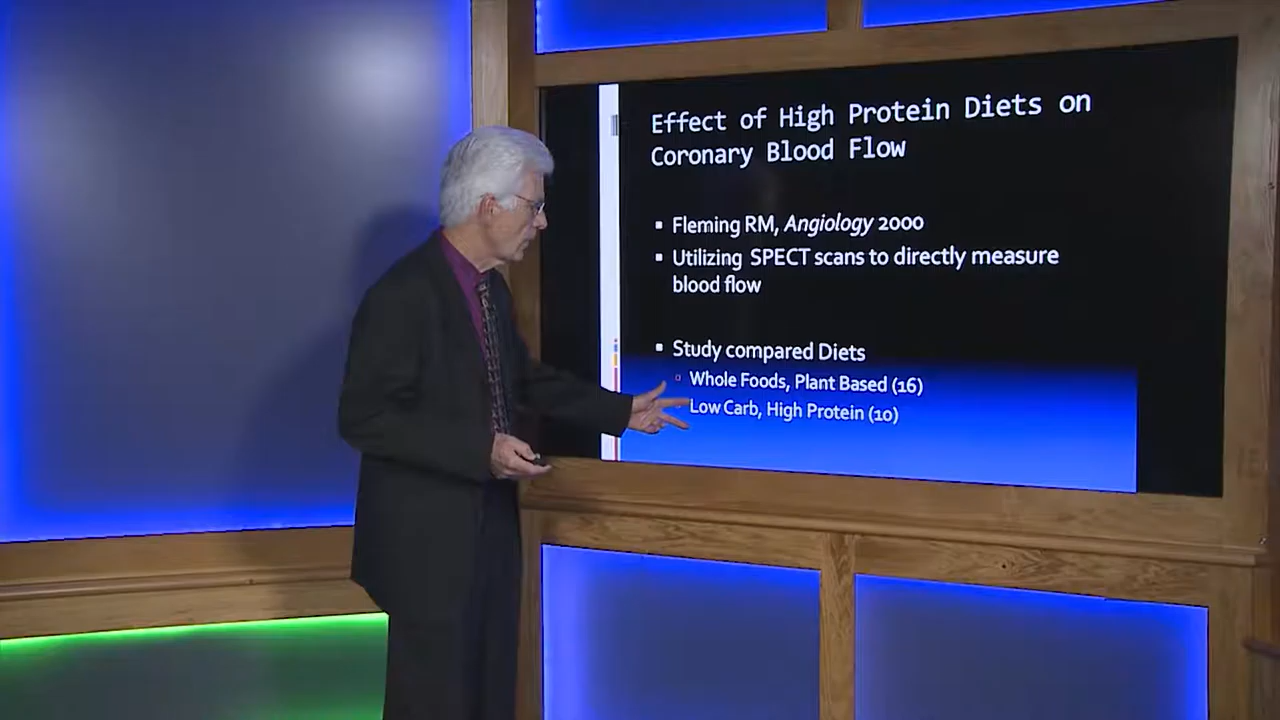 Effect of High Protein Diets on
Coronary Blood Flow
▪ Fleming RM, Angiology 2000
▪ Utilizing SPECT scans to directly measure
blood flow
▪ Study compared Diets
▫ Whole Foods, Plant Based (16)
Low Carb, High Protein (10)